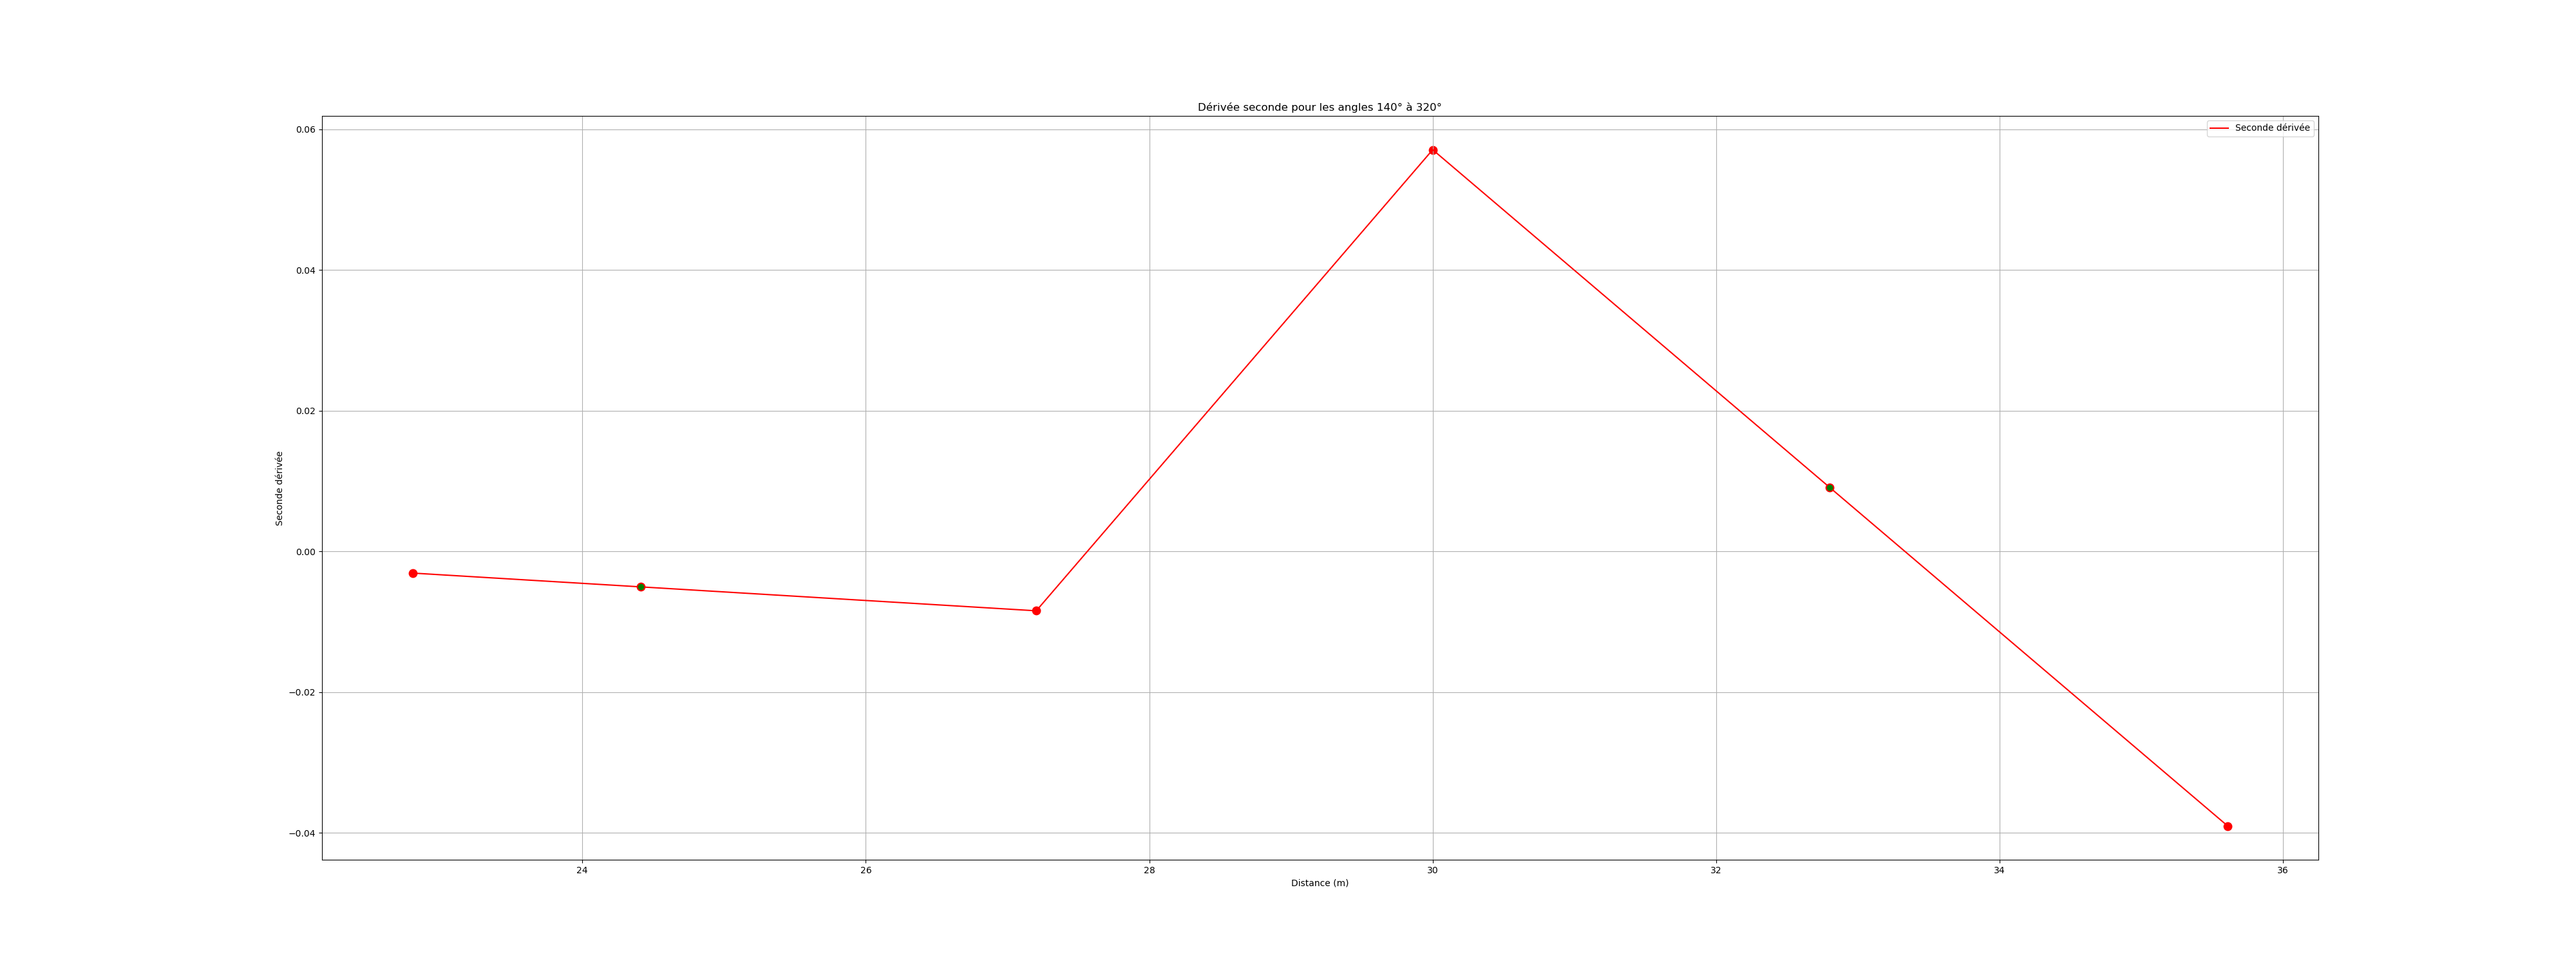 Dérivée seconde pour les angles 140° à 320°
Seconde dérivée
0.06
0.04
0.02
0.00
−0.02
−0.04
Seconde dérivée
24 26 28 30 32 34 36
Distance (m)